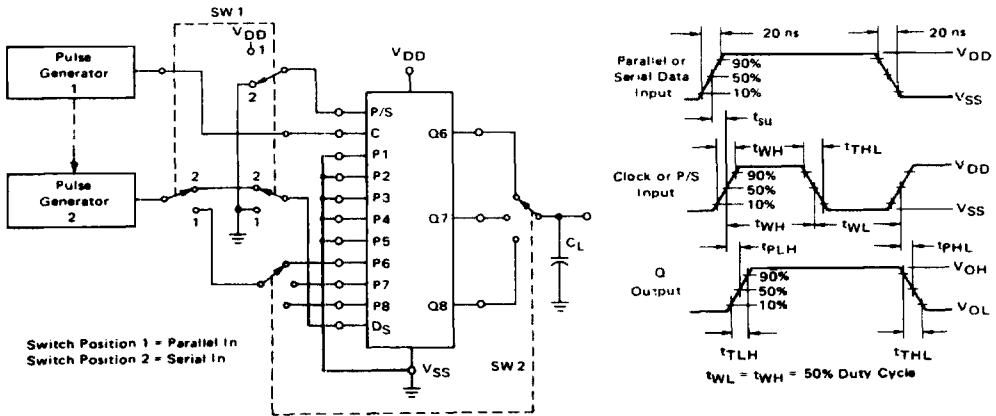 SW1
VDD
1
2
Pulse
Generator
1
Pulse
Generator
2
2
2
1
1
VDD
P/S
C
P1
P2
P3
P4
P5
P6
P7
P8
DS
Q6
Q7
Q8
VSS
CL
SW2
Switch Position 1 = Parallel In
Switch Position 2 = Serial In
20 ns
20 ns
Parallel or
Serial Data
Input
90%
50%
10%
VDD
VSS
tsu
tWH
tTHL
Clock or P/S
Input
90%
50%
10%
VDD
VSS
tWH
tWL
tPLH
tPHL
Q
Output
90%
50%
10%
VOH
VOL
tTLH
tTHL
tWL = tWH = 50% Duty Cycle